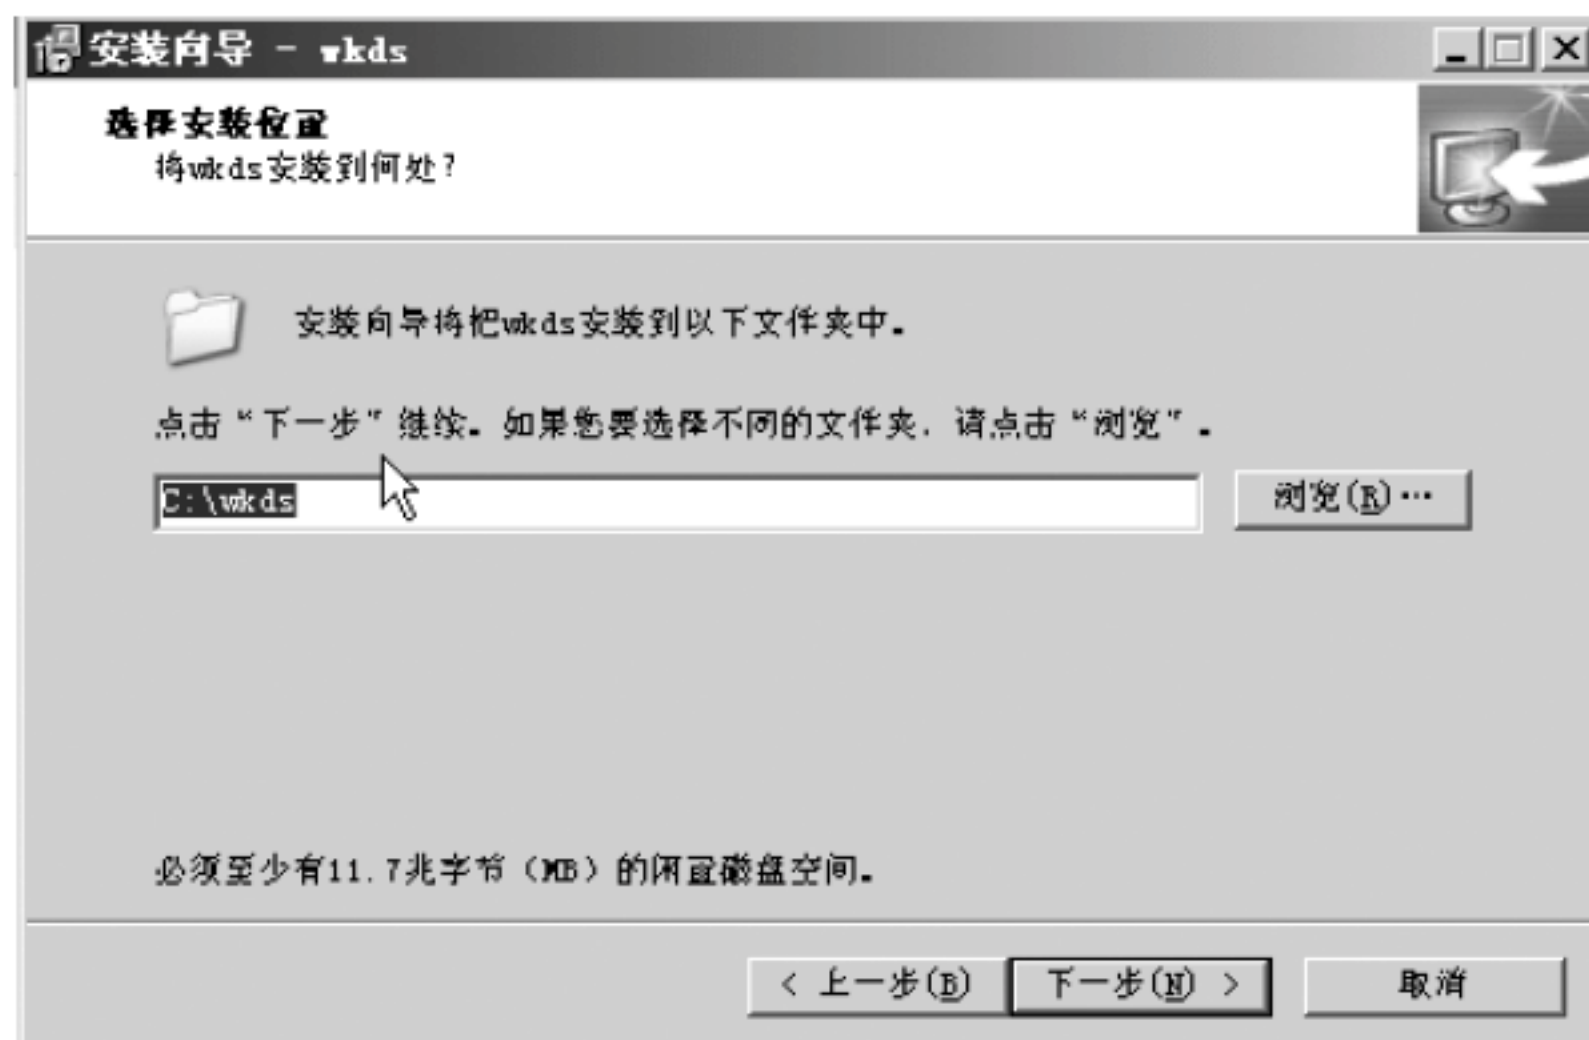 安装向导 - wkds
选择安装位置
将wkds安装到何处?
安装向导将把wkds安装到以下文件夹中。
点击“下一步”继续。如果您要选择不同的文件夹，请点击“浏览”。
C:\wkds
浏览(R)...
必须至少有11.7兆字节（MB）的闲置磁盘空间。
< 上一步(B) 下一步(N) > 取消